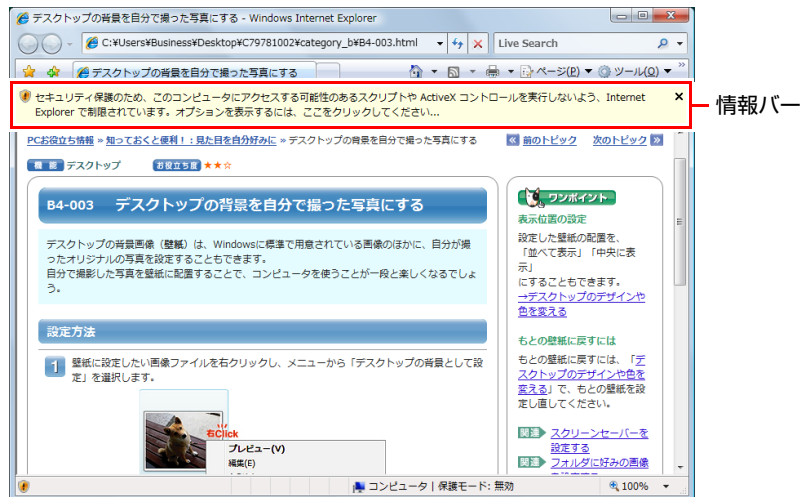 デスクトップの背景を自分で撮った写真にする - Windows Internet Explorer
C:¥Users¥Business¥Desktop¥C79781002¥category_b¥B4-003.html
Live Search
デスクトップの背景を自分で撮った写真にする
ページ(P)
ツール(O)
セキュリティ保護のため、このコンピュータにアクセスする可能性のあるスクリプトや ActiveX コントロールを実行しないよう、Internet
Explorer で制限されています。オプションを表示するには、ここをクリックしてください...
情報バー
PCお役立ち情報 » 知っておくと便利！：見た目を自分好みに » デスクトップの背景を自分で撮った写真にする
前のトピック 次のトピック
機 能 デスクトップ お役立ち度 ★★☆
B4-003 デスクトップの背景を自分で撮った写真にする
デスクトップの背景画像（壁紙）は、Windowsに標準で用意されている画像のほかに、自分が撮
ったオリジナルの写真を設定することもできます。
自分で撮影した写真を壁紙に配置することで、コンピュータを使うことが一段と楽しくなるでしょ
う。
設定方法
1 壁紙に設定したい画像ファイルを右クリックし、メニューから「デスクトップの背景として設
定」を選択します。
右Click
プレビュー(V)
編集(E)
ワンポイント
表示位置の設定
設定した壁紙の配置を、
「並べて表示」「中央に表
示」
にすることもできます。
→デスクトップのデザインや
色を変える
もとの壁紙に戻すには
もとの壁紙に戻すには、「デ
スクトップのデザインや色を
変える」で、もとの壁紙を設
定し直してください。
関連 スクリーンセーバーを
設定する
関連 フォルダに好みの画像
コンピュータ | 保護モード: 無効
100%